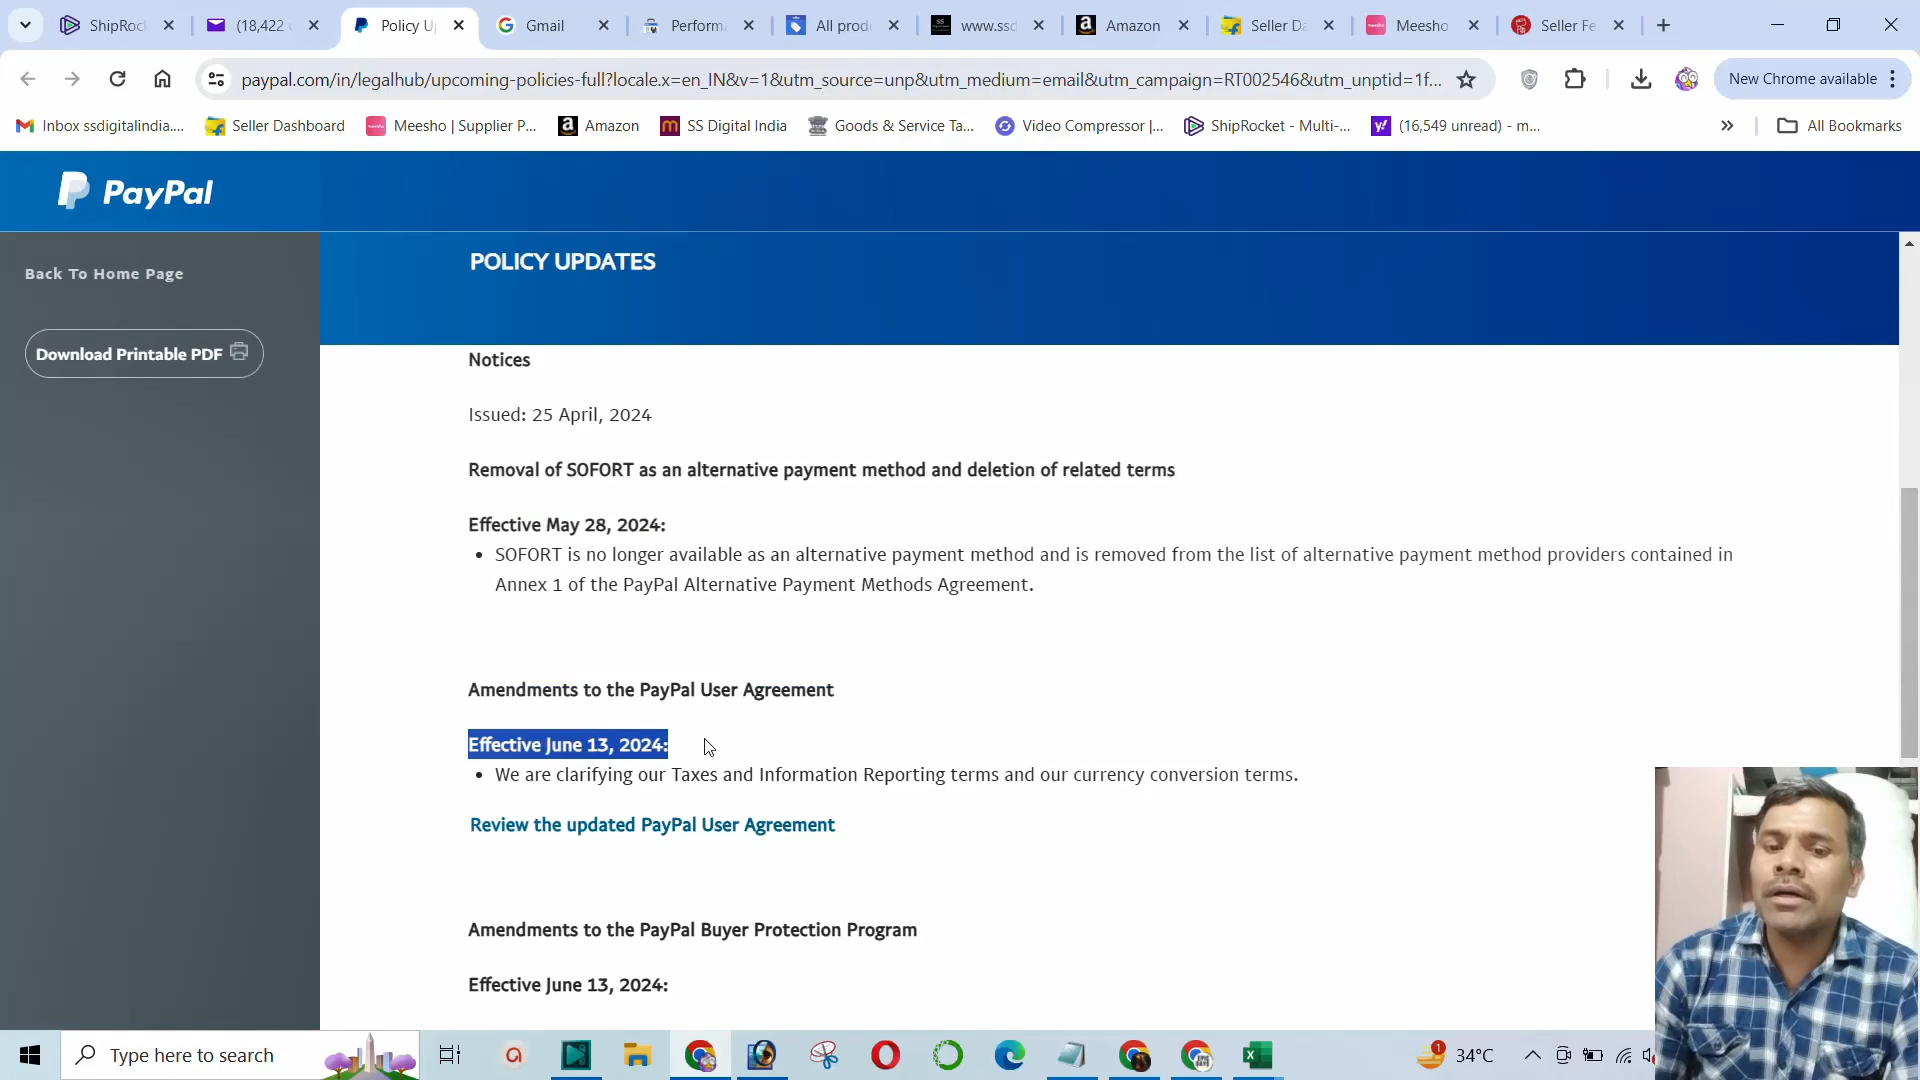 ShipRoc
(18,422
Policy U
Gmail
Perform
All prod
www.ssd
Amazon
Seller Da
Meesho
Seller Fe
paypal.com/in/legalhub/upcoming-policies-full?locale.x=en_IN&v=1&utm_source=unp&utm_medium=email&utm_campaign=RT002546&utm_unptid=1f...
New Chrome available
Inbox ssdigitalindia....
Seller Dashboard
Meesho | Supplier P...
Amazon
SS Digital India
Goods & Service Ta...
Video Compressor |...
ShipRocket - Multi-...
(16,549 unread) - m...
All Bookmarks
PayPal
Back To Home Page
Download Printable PDF
POLICY UPDATES
Notices
Issued: 25 April, 2024
Removal of SOFORT as an alternative payment method and deletion of related terms
Effective May 28, 2024:
• SOFORT is no longer available as an alternative payment method and is removed from the list of alternative payment method providers contained in
Annex 1 of the PayPal Alternative Payment Methods Agreement.
Amendments to the PayPal User Agreement
Effective June 13, 2024:
• We are clarifying our Taxes and Information Reporting terms and our currency conversion terms.
Review the updated PayPal User Agreement
Amendments to the PayPal Buyer Protection Program
Effective June 13, 2024:
Type here to search
1
34°C